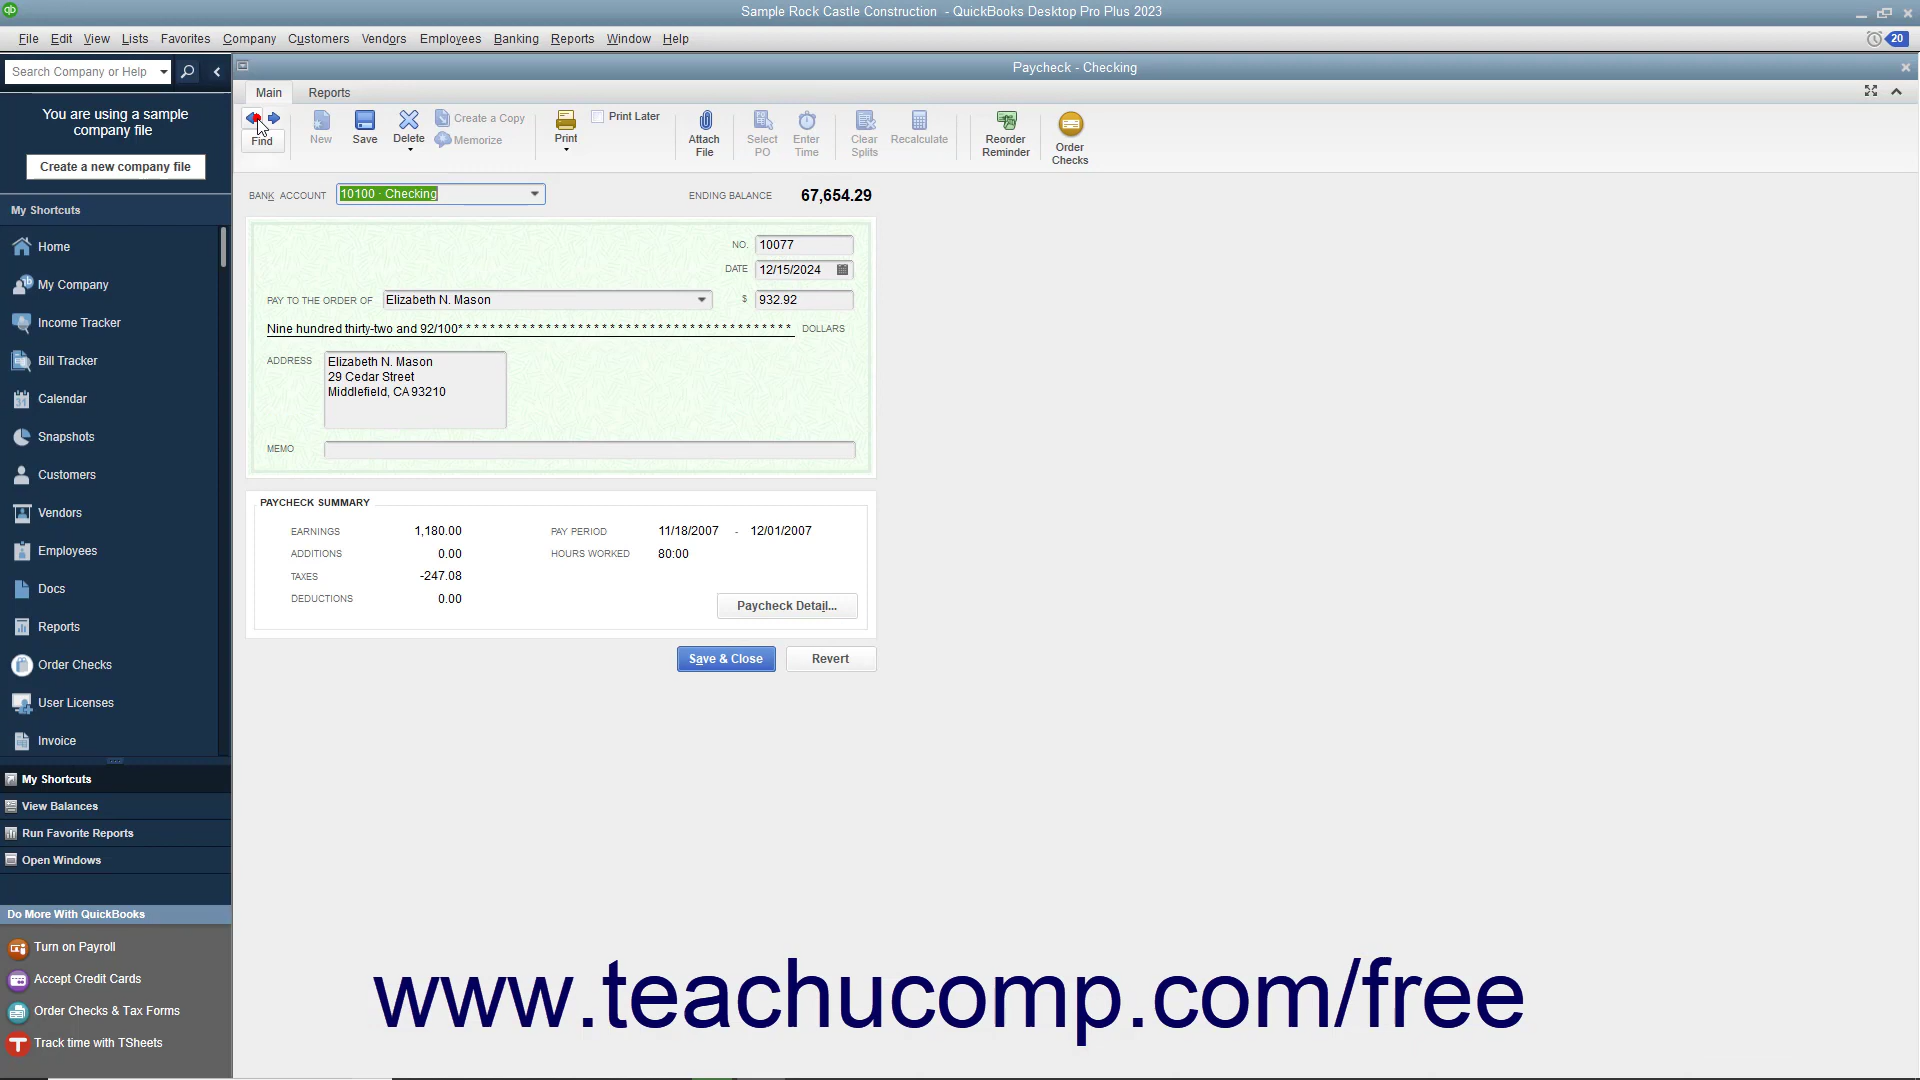 Sample Rock Castle Construction - QuickBooks Desktop Pro Plus 2023
File Edit View Lists Favorites Company Customers Vendors Employees Banking Reports Window Help
20
Search Company or Help
Paycheck - Checking
Main Reports
You are using a sample
company file
Create a new company file
Find
New
Save
Delete
Create a Copy
Memorize
Print
Print Later
Attach
File
Select
PO
Enter
Time
Clear
Splits
Recalculate
Reorder
Reminder
Order
Checks
BANK ACCOUNT 10100 · Checking ENDING BALANCE 67,654.29
NO. 10077
DATE 12/15/2024
PAY TO THE ORDER OF Elizabeth N. Mason $ 932.92
Nine hundred thirty-two and 92/100* * * * * * * * * * * * * * * * * * * * * * * * * * * * * * * * * * * * * * * * * * DOLLARS
ADDRESS Elizabeth N. Mason
29 Cedar Street
Middlefield, CA 93210
MEMO
PAYCHECK SUMMARY
EARNINGS 1,180.00 PAY PERIOD 11/18/2007 - 12/01/2007
ADDITIONS 0.00 HOURS WORKED 80:00
TAXES -247.08
DEDUCTIONS 0.00
Paycheck Detail...
Save & Close Revert
My Shortcuts
Home
My Company
Income Tracker
Bill Tracker
Calendar
Snapshots
Customers
Vendors
Employees
Docs
Reports
Order Checks
User Licenses
Invoice
My Shortcuts
View Balances
Run Favorite Reports
Open Windows
Do More With QuickBooks
Turn on Payroll
Accept Credit Cards
Order Checks & Tax Forms
Track time with TSheets
www.teachucomp.com/free